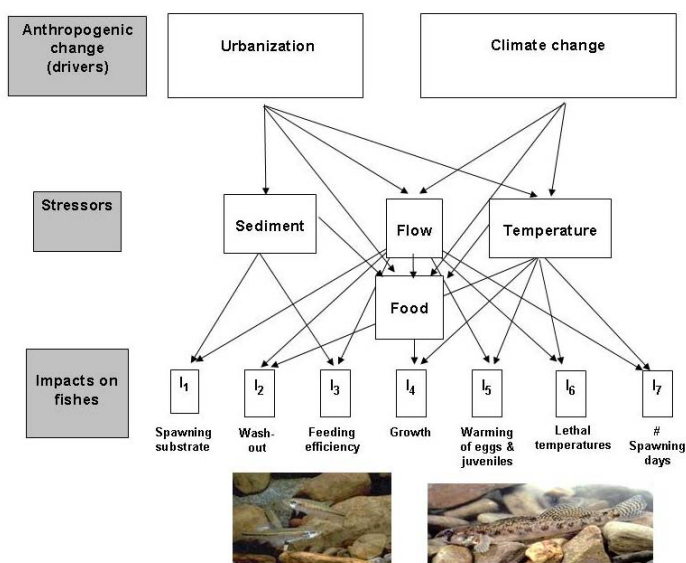 Anthropogenic
change
(drivers)
Urbanization
Climate change
Stressors
Sediment
Flow
Temperature
Food
Impacts on
fishes
I1
I2
I3
I4
I5
I6
I7
Spawning
substrate
Wash-
out
Feeding
efficiency
Growth
Warming
of eggs &
juveniles
Lethal
temperatures
#
Spawning
days